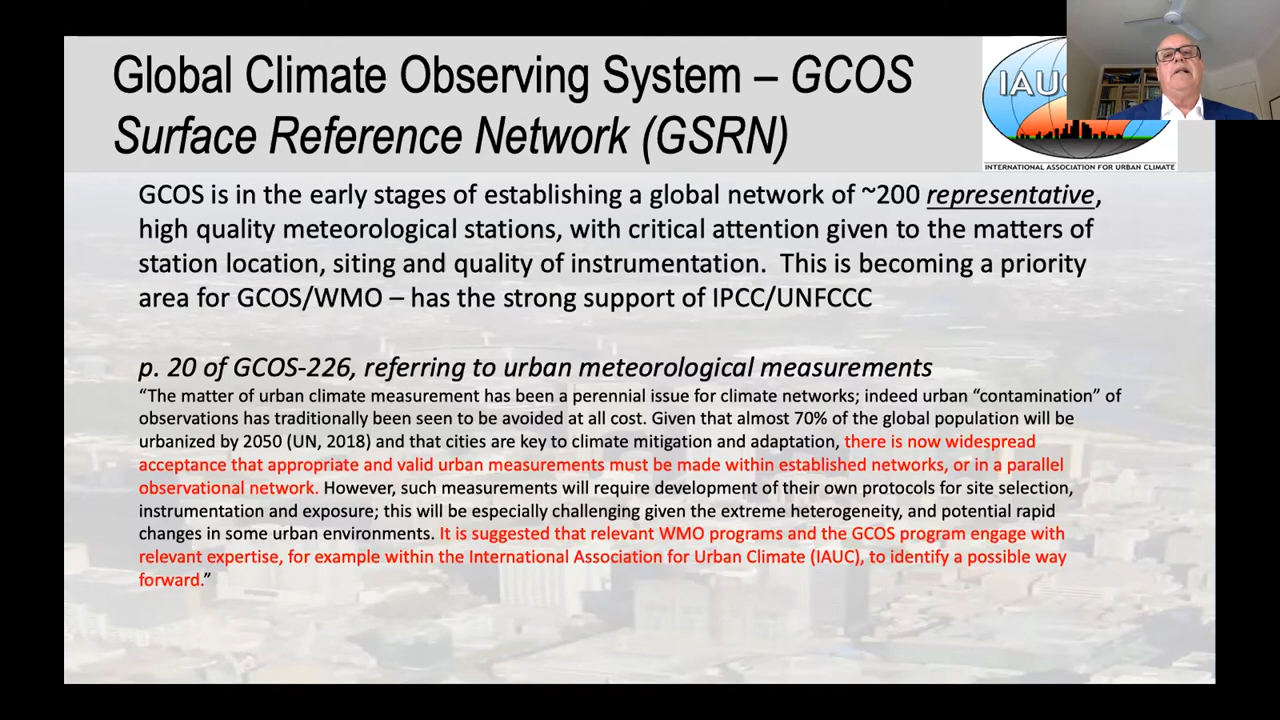 Global Climate Observing System – GCOS
Surface Reference Network (GSRN)
IAU
INTERNATIONAL ASSOCIATION FOR URBAN CLIMATE
GCOS is in the early stages of establishing a global network of ~200 representative,
high quality meteorological stations, with critical attention given to the matters of
station location, siting and quality of instrumentation.  This is becoming a priority
area for GCOS/WMO – has the strong support of IPCC/UNFCCC
p. 20 of GCOS-226, referring to urban meteorological measurements
“The matter of urban climate measurement has been a perennial issue for climate networks; indeed urban “contamination” of
observations has traditionally been seen to be avoided at all cost. Given that almost 70% of the global population will be
urbanized by 2050 (UN, 2018) and that cities are key to climate mitigation and adaptation, there is now widespread
acceptance that appropriate and valid urban measurements must be made within established networks, or in a parallel
observational network. However, such measurements will require development of their own protocols for site selection,
instrumentation and exposure; this will be especially challenging given the extreme heterogeneity, and potential rapid
changes in some urban environments. It is suggested that relevant WMO programs and the GCOS program engage with
relevant expertise, for example within the International Association for Urban Climate (IAUC), to identify a possible way
forward.”